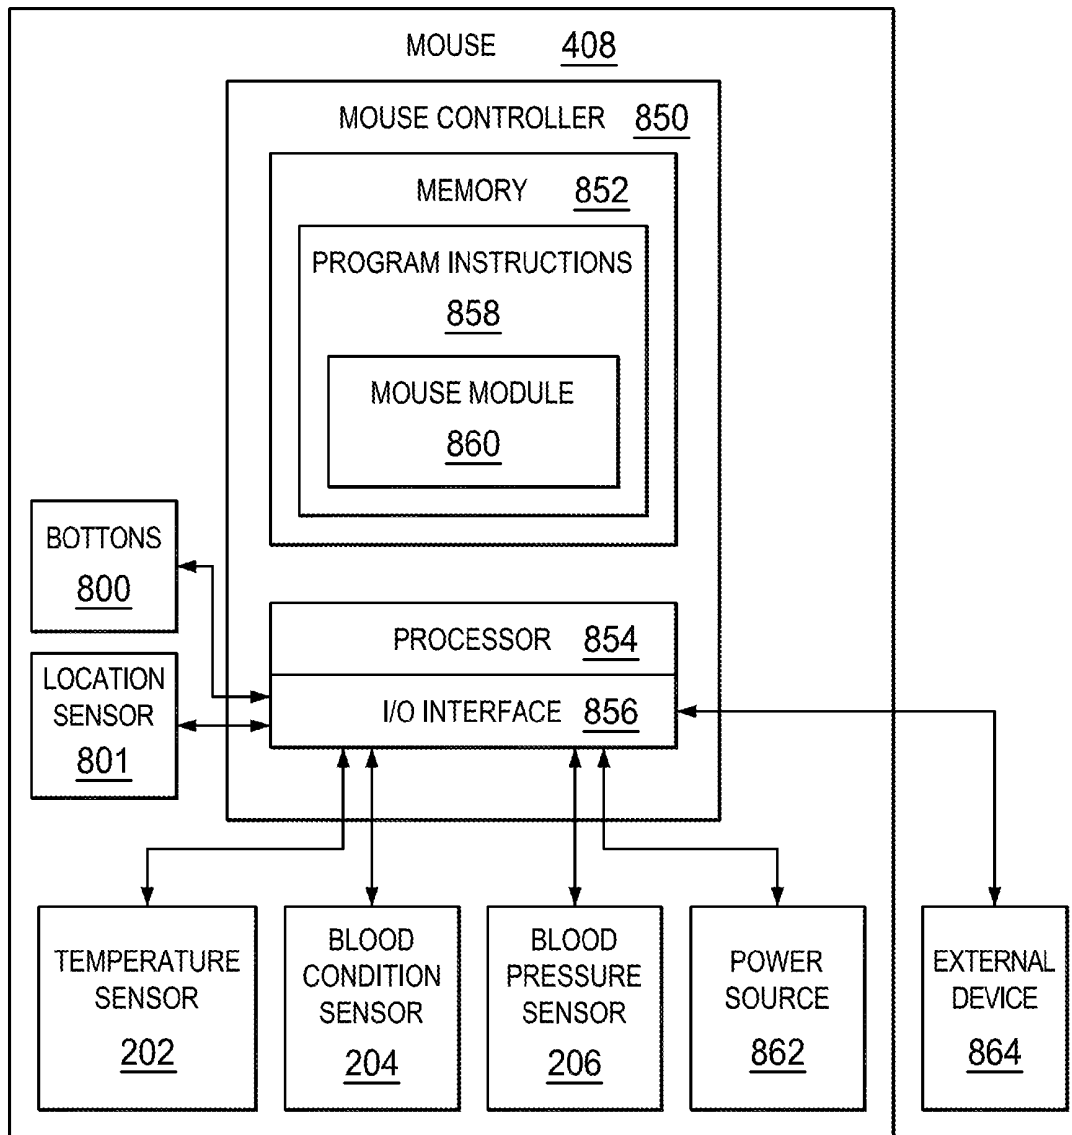 MOUSE 408
MOUSE CONTROLLER 850
MEMORY 852
PROGRAM INSTRUCTIONS
858
MOUSE MODULE
860
BOTTONS
800
LOCATION
SENSOR
801
PROCESSOR 854
I/O INTERFACE 856
TEMPERATURE
SENSOR
202
BLOOD
CONDITION
SENSOR
204
BLOOD
PRESSURE
SENSOR
206
POWER
SOURCE
862
EXTERNAL
DEVICE
864